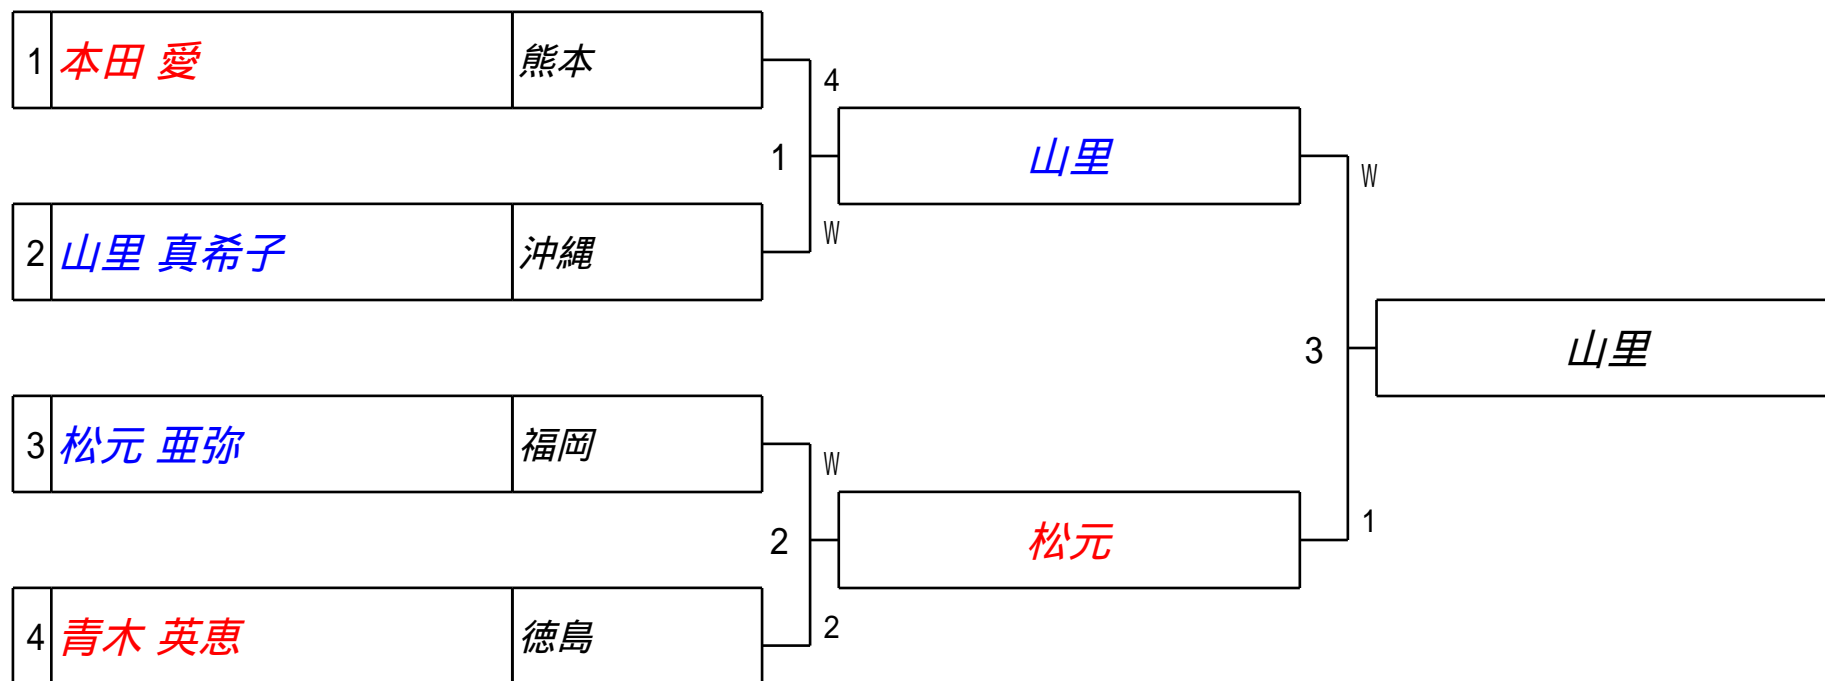 1 本田 愛 熊本
4
1 山里
W
W
2 山里 真希子 沖縄
3 山里
3 松元 亜弥 福岡
W
2 松元
1
2
4 青木 英恵 徳島